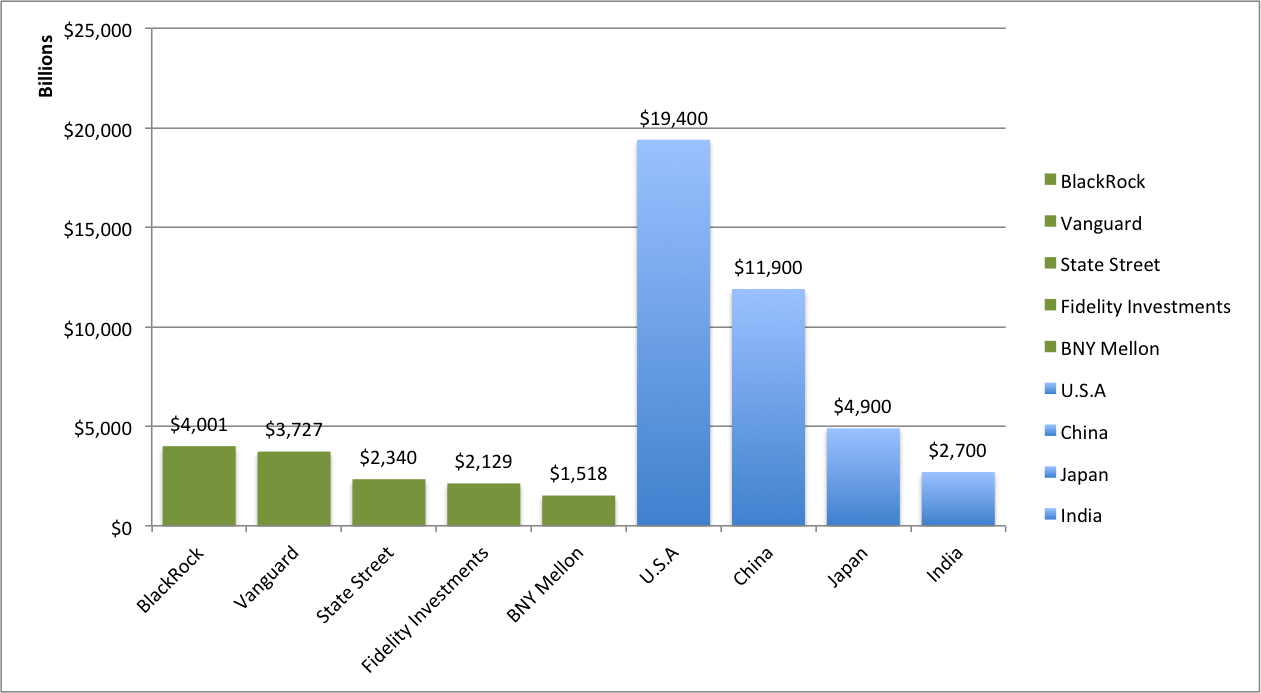 Billions
$25,000
$20,000
$15,000
$10,000
$5,000
$0
$4,001
$3,727
$2,340
$2,129
$1,518
$19,400
$11,900
$4,900
$2,700
BlackRock
Vanguard
State Street
Fidelity Investments
BNY Mellon
U.S.A
China
Japan
India
BlackRock
Vanguard
State Street
Fidelity Investments
BNY Mellon
U.S.A
China
Japan
India